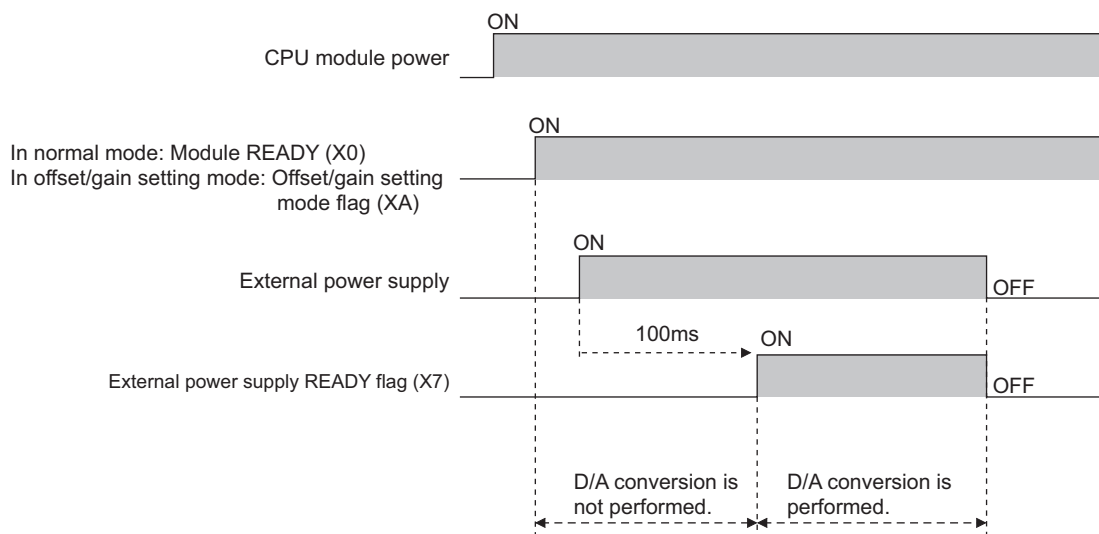 ON
CPU module power
ON
In normal mode: Module READY (X0)
In offset/gain setting mode: Offset/gain setting
mode flag (XA)
ON
External power supply
OFF
100ms
ON
External power supply READY flag (X7)
OFF
D/A conversion is
not performed.
D/A conversion is
performed.